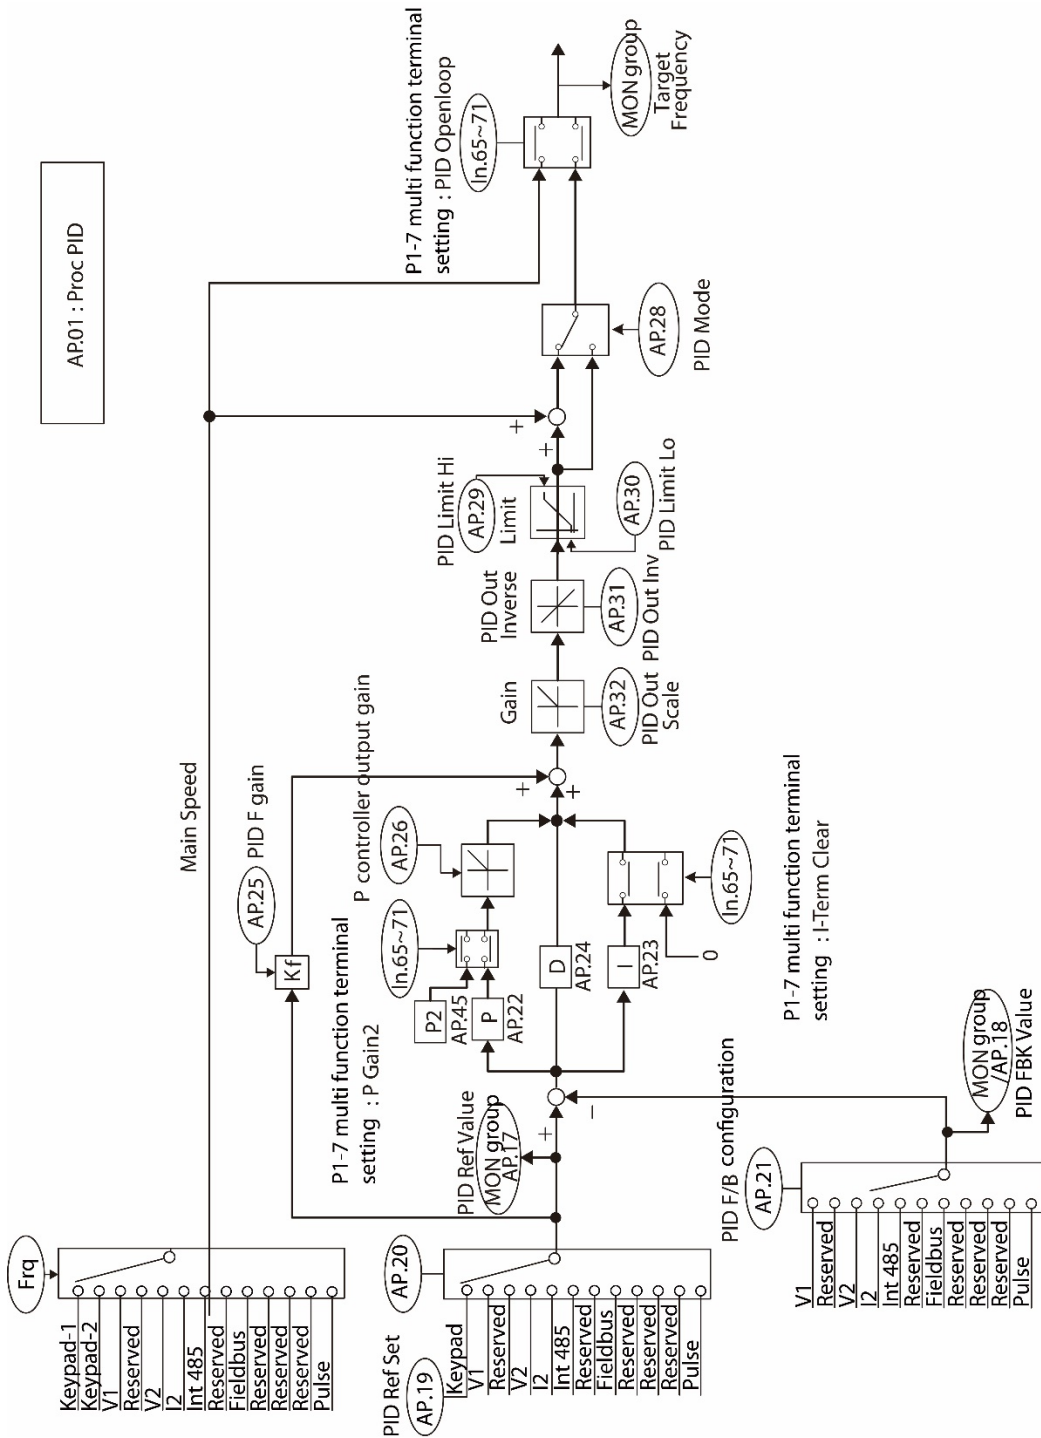 AP.01 : Proc PID
Frq
Keypad-1
Keypad-2
V1
Reserved
V2
I2
Int 485
Reserved
Fieldbus
Reserved
Reserved
Reserved
Pulse
Main Speed
AP.25
PID F gain
Kf
PID Ref Set
AP.19
AP.20
Keypad
V1
Reserved
V2
I2
Int 485
Reserved
Fieldbus
Reserved
Reserved
Reserved
Pulse
PID Ref Value
MON group
AP.17
+
−
P1-7 multi function terminal
setting : P Gain2
In.65~71
P2
AP.45
P
AP.22
P controller output gain
AP.26
D
AP.24
I
AP.23
0
In.65~71
P1-7 multi function terminal
setting : I-Term Clear
PID F/B configuration
AP.21
V1
Reserved
V2
I2
Int 485
Reserved
Fieldbus
Reserved
Reserved
Reserved
Pulse
MON group
/AP.18
PID FBK Value
+
+
Gain
AP.32
PID Out
Scale
PID Out
Inverse
AP.31
PID Out Inv
PID Limit Hi
AP.29
Limit
AP.30
PID Limit Lo
+
+
AP.28
PID Mode
P1-7 multi function terminal
setting : PID Openloop
In.65~71
MON group
Target
Frequency